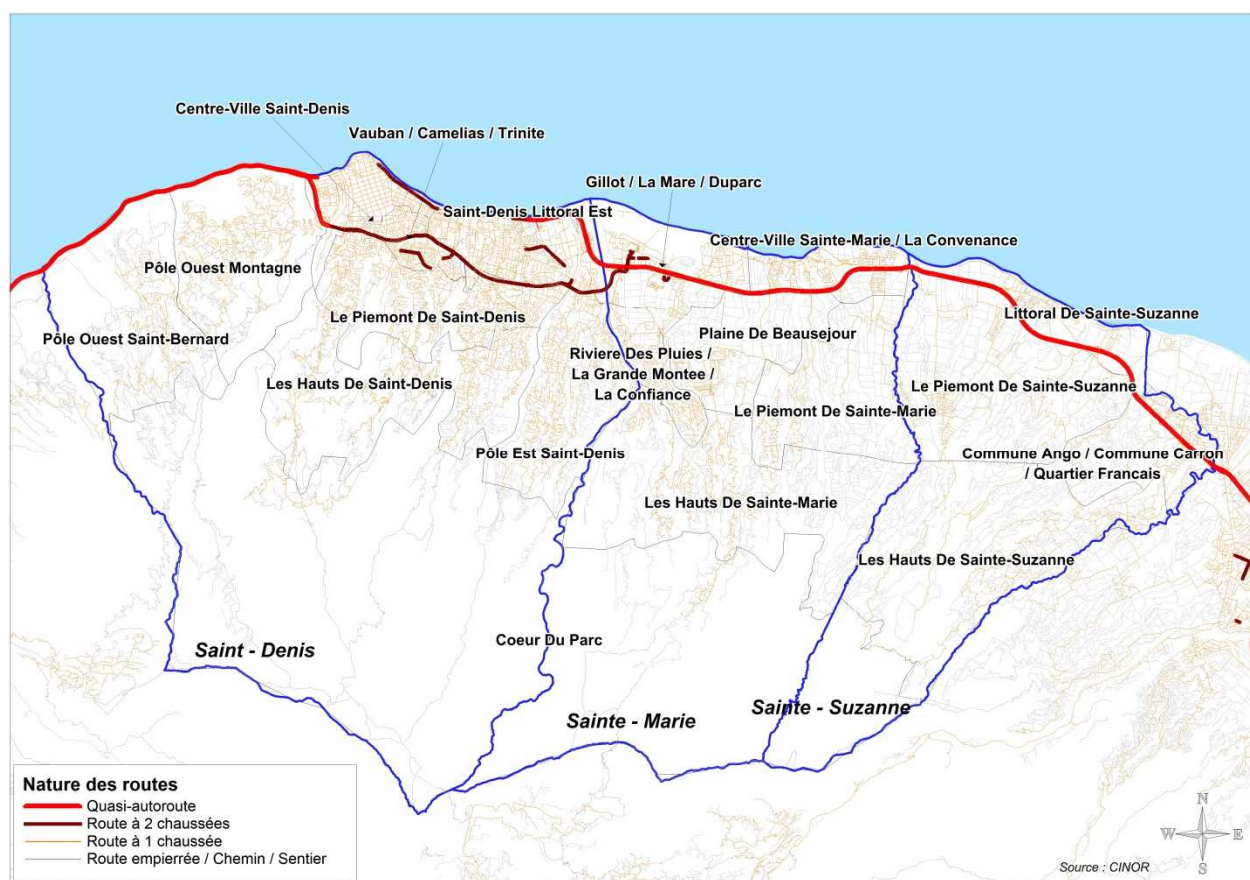 Centre-Ville Saint-Denis
Vauban / Camelias / Trinite
Gillot / La Mare / Duparc
Saint-Denis Littoral Est
Centre-Ville Sainte-Marie / La Convenance
Pôle Ouest Montagne
Littoral De Sainte-Suzanne
Le Piemont De Saint-Denis
Pôle Ouest Saint-Bernard
Plaine De Beausejour
Riviere Des Pluies /
La Grande Montee /
La Confiance
Les Hauts De Saint-Denis
Le Piemont De Sainte-Suzanne
Le Piemont De Sainte-Marie
Pôle Est Saint-Denis
Commune Ango / Commune Carron
/ Quartier Francais
Les Hauts De Sainte-Marie
Les Hauts De Sainte-Suzanne
Coeur Du Parc
Saint - Denis
Sainte - Marie
Sainte - Suzanne
Nature des routes
Quasi-autoroute
Route à 2 chaussées
Route à 1 chaussée
Route empierrée / Chemin / Sentier
N
W E
S
Source : CINOR